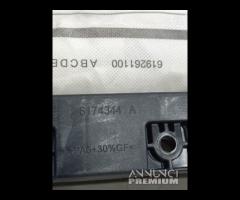 619261100 ABCDE
6174344 A
>PA6+30%GF<
ANNUNCI
PREMIUM